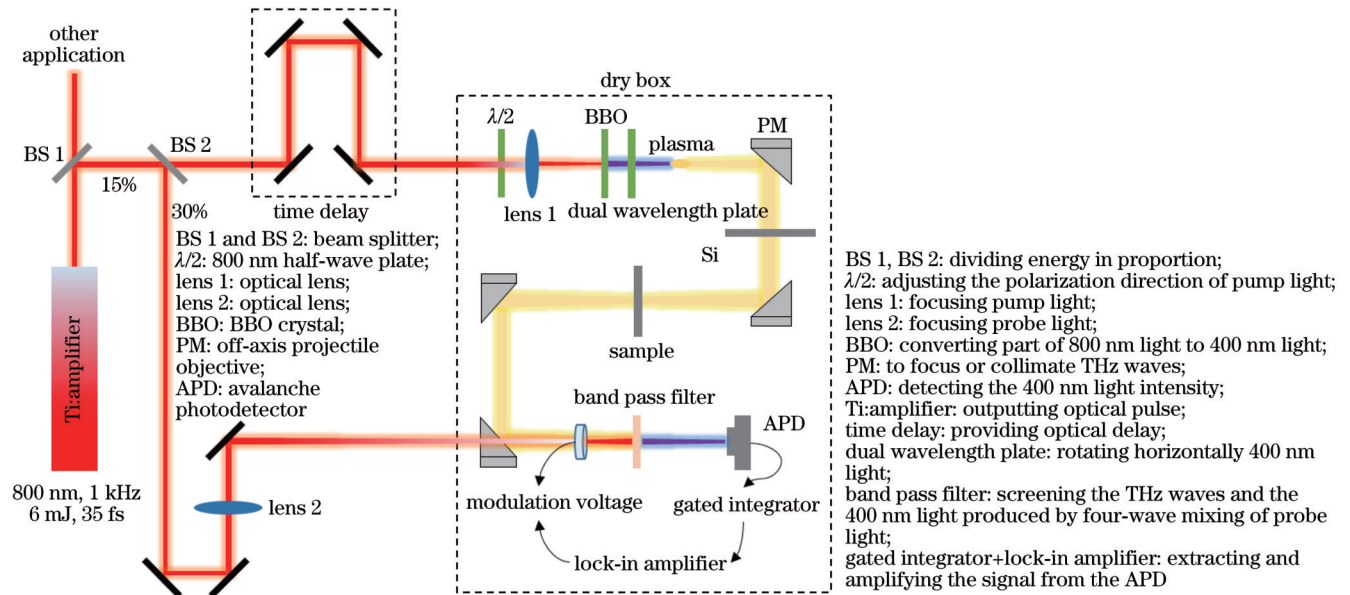 other
application
BS 1
BS 2
15%
30%
time delay
BS 1 and BS 2: beam splitter;
λ/2: 800 nm half-wave plate;
lens 1: optical lens;
lens 2: optical lens;
BBO: BBO crystal;
PM: off-axis projectile
objective;
APD: avalanche
photodetector
Ti:amplifier
800 nm, 1 kHz
6 mJ, 35 fs
lens 2
dry box
λ/2
BBO
plasma
PM
lens 1
dual wavelength plate
Si
sample
band pass filter
APD
modulation voltage
gated integrator
lock-in amplifier
BS 1, BS 2: dividing energy in proportion;
λ/2: adjusting the polarization direction of pump light;
lens 1: focusing pump light;
lens 2: focusing probe light;
BBO: converting part of 800 nm light to 400 nm light;
PM: to focus or collimate THz waves;
APD: detecting the 400 nm light intensity;
Ti:amplifier: outputting optical pulse;
time delay: providing optical delay;
dual wavelength plate: rotating horizontally 400 nm
light;
band pass filter: screening the THz waves and the
400 nm light produced by four-wave mixing of probe
light;
gated integrator+lock-in amplifier: extracting and
amplifying the signal from the APD